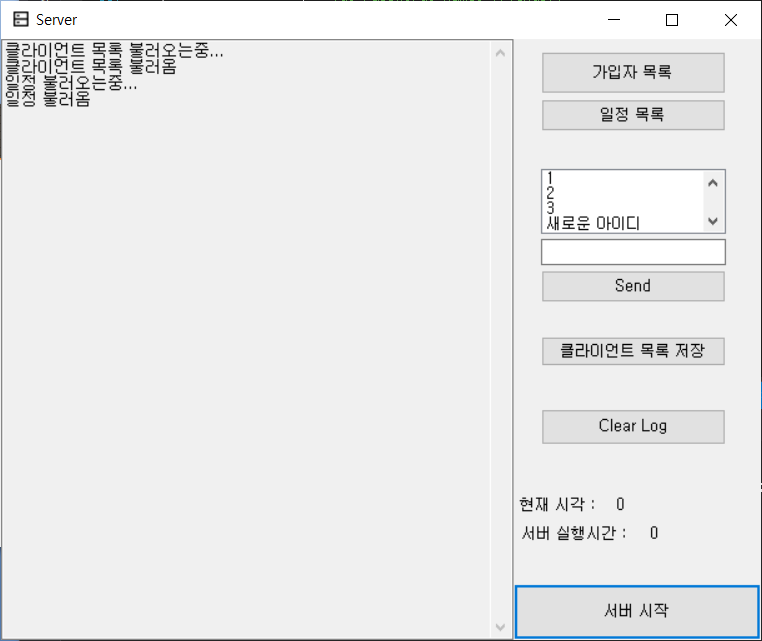 Server
클라이언트 목록 불러오는중...
클라이언트 목록 불러옴
일정 불러오는중...
일정 불러옴
가입자 목록
일정 목록
1
2
3
새로운 아이디
Send
클라이언트 목록 저장
Clear Log
현재 시각 : 0
서버 실행시간 : 0
서버 시작